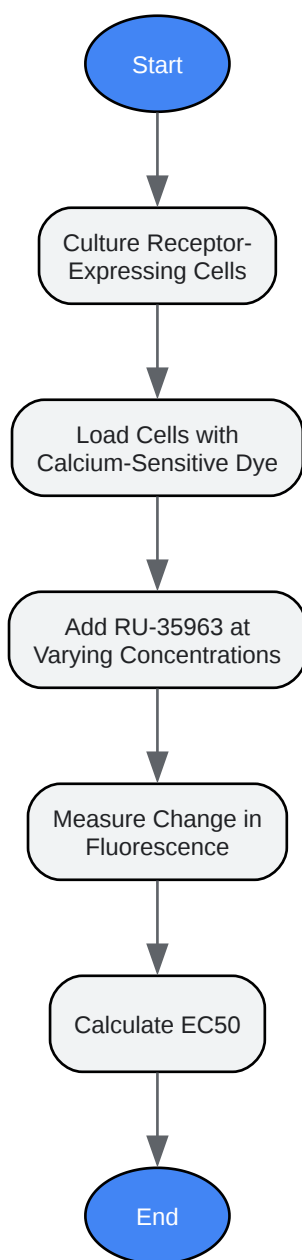 Start
Culture Receptor-
Expressing Cells
Load Cells with
Calcium-Sensitive Dye
Add RU-35963 at
Varying Concentrations
Measure Change in
Fluorescence
Calculate EC50
End